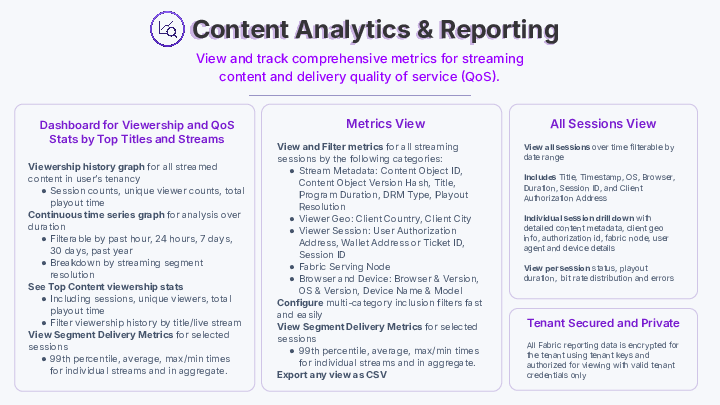 Content Analytics & Reporting
View and track comprehensive metrics for streaming
content and delivery quality of service (QoS).
Dashboard for Viewership and QoS
Stats by Top Titles and Streams
Viewership history graph for all streamed
content in user's tenancy
● Session counts, unique viewer counts, total
playout time
Continuous time series graph for analysis over
duration
● Filterable by past hour, 24 hours, 7 days,
30 days, past year
● Breakdown by streaming segment
resolution
See Top Content viewership stats
● Including sessions, unique viewers, total
playout time
● Filter viewership history by title/live stream
View Segment Delivery Metrics for selected
sessions
● 99th percentile, average, max/min times
for individual streams and in aggregate.
Metrics View
View and Filter metrics for all streaming
sessions by the following categories:
● Stream Metadata: Content Object ID,
Content Object Version Hash, Title,
Program Duration, DRM Type, Playout
Resolution
● Viewer Geo: Client Country, Client City
● Viewer Session: User Authorization
Address, Wallet Address or Ticket ID,
Session ID
● Fabric Serving Node
● Browser and Device: Browser & Version,
OS & Version, Device Name & Model
Configure multi-category inclusion filters fast
and easily
View Segment Delivery Metrics for selected
sessions
● 99th percentile, average, max/min times
for individual streams and in aggregate.
Export any view as CSV
All Sessions View
View all sessions over time filterable by
date range
Includes Title, Timestamp, OS, Browser,
Duration, Session ID, and Client
Authorization Address
Individual session drill down with
detailed content metadata, client geo
info, authorization id, fabric node, user
agent and device details
View per session status, playout
duration, bit rate distribution and errors
Tenant Secured and Private
All Fabric reporting data is encrypted for
the tenant using tenant keys and
authorized for viewing with valid tenant
credentials only